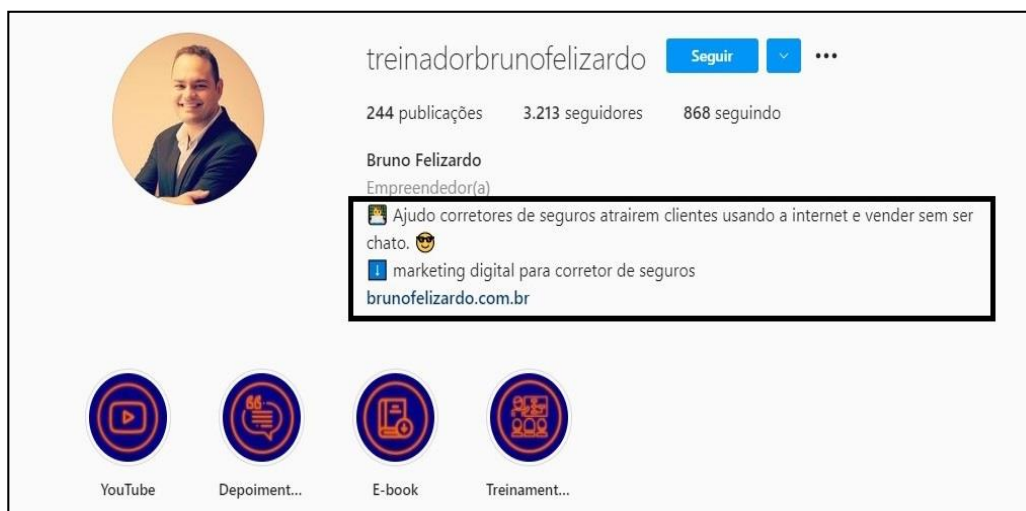 treinadorbrunofelizardo Seguir
244 publicações 3.213 seguidores 868 seguindo
Bruno Felizardo
Empreendedor(a)
Ajudo corretores de seguros atrairem clientes usando a internet e vender sem ser
chato.
marketing digital para corretor de seguros
brunofelizardo.com.br
YouTube Depoiment... E-book Treinament...